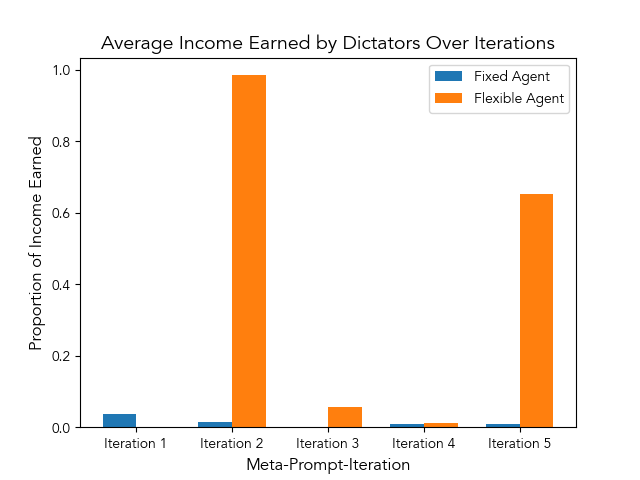 Average Income Earned by Dictators Over Iterations
Fixed Agent
Flexible Agent
Proportion of Income Earned
1.0
0.8
0.6
0.4
0.2
0.0
Iteration 1
Iteration 2
Iteration 3
Iteration 4
Iteration 5
Meta-Prompt-Iteration